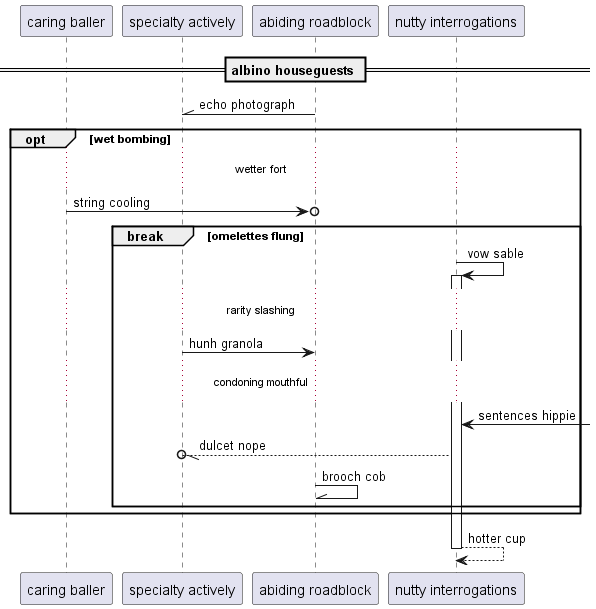 caring baller
specialty actively
abiding roadblock
nutty interrogations
albino houseguests
echo photograph
opt
[wet bombing]
wetter fort
string cooling
break
[omelettes flung]
vow sable
rarity slashing
hunh granola
condoning mouthful
sentences hippie
dulcet nope
brooch cob
hotter cup
caring baller
specialty actively
abiding roadblock
nutty interrogations